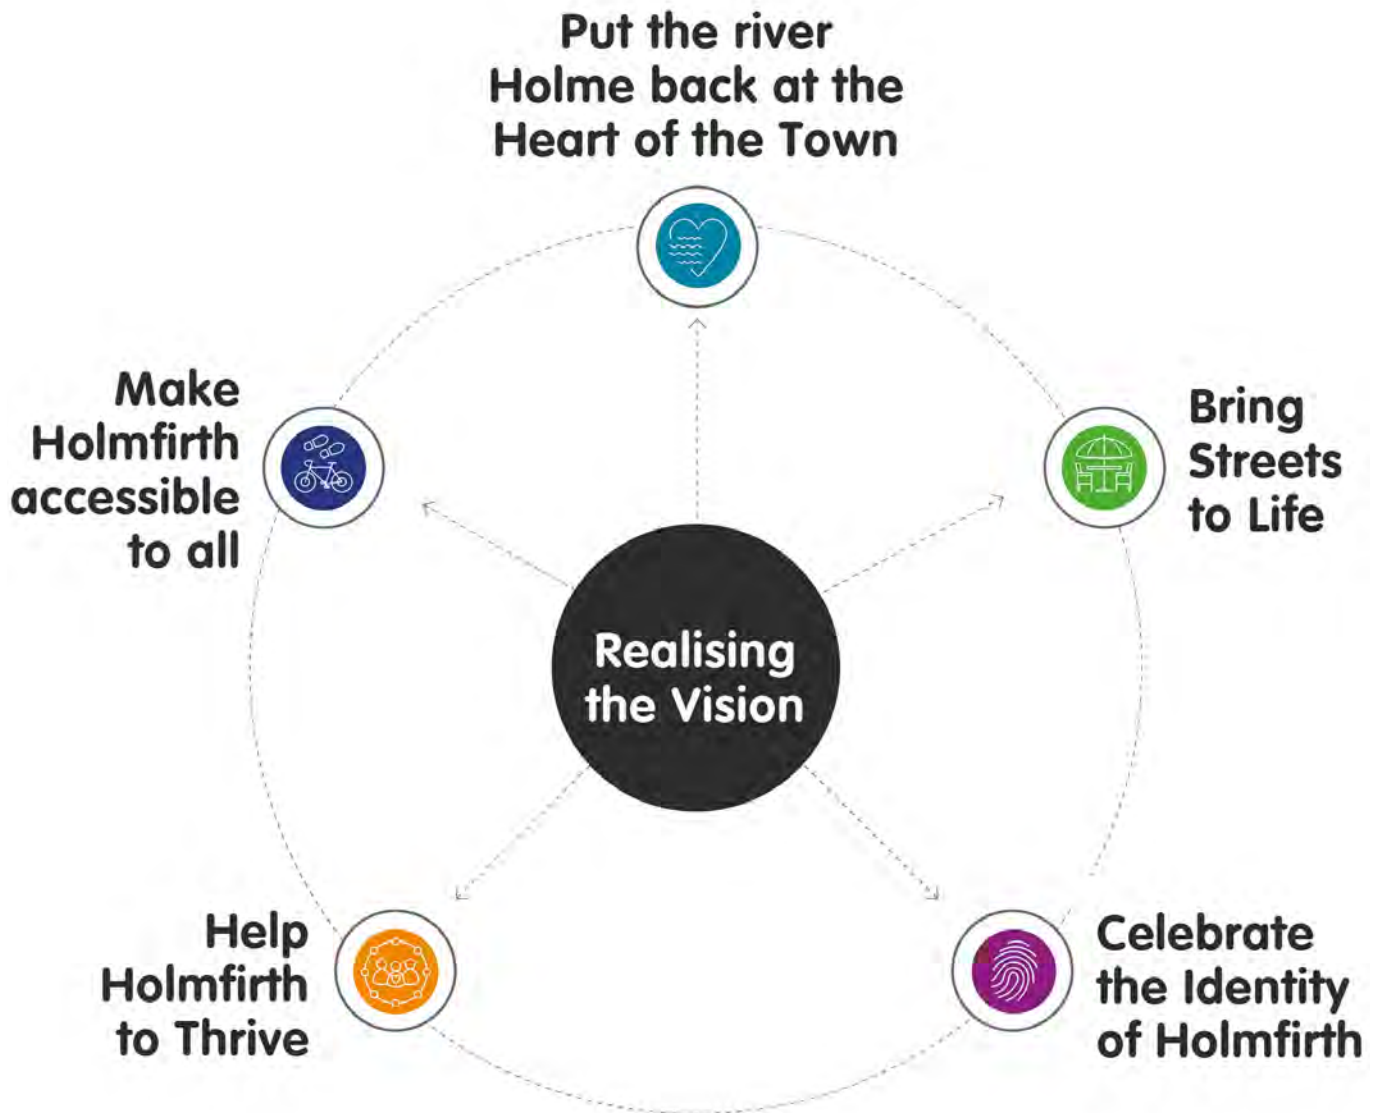 Put the river
Holme back at the
Heart of the Town
Make
Holmfirth
accessible
to all
Bring
Streets
to Life
Realising
the Vision
Help
Holmfirth
to Thrive
Celebrate
the Identity
of Holmfirth